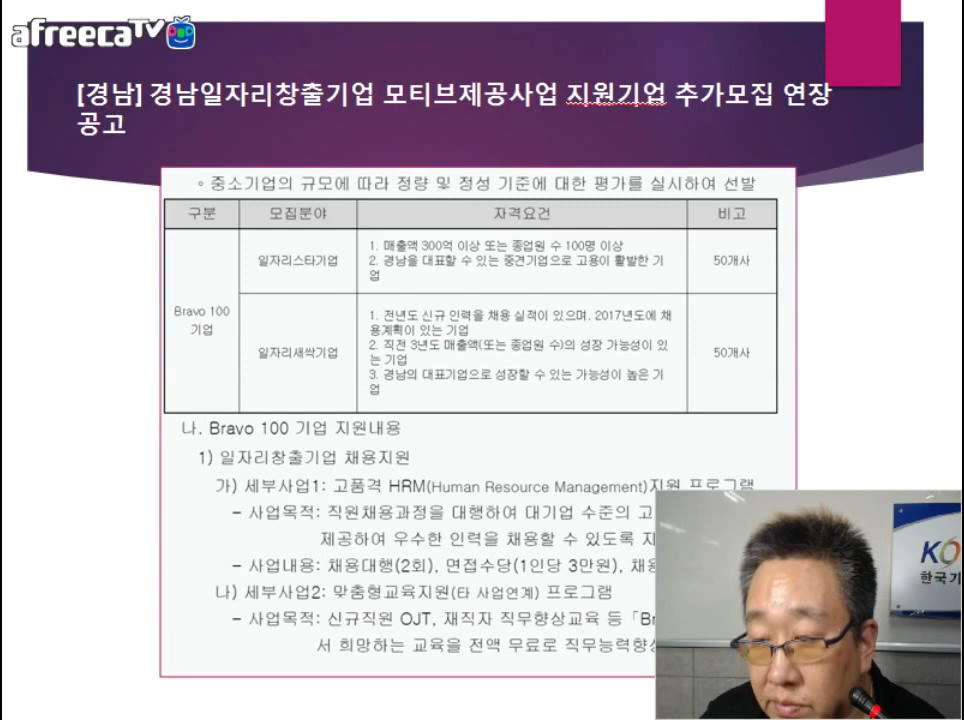 afreecaTV
[경남] 경남일자리창출기업 모티브제공사업 지원기업 추가모집 연장
공고
◦ 중소기업의 규모에 따라 정량 및 정성 기준에 대한 평가를 실시하여 선발
구분 모집분야 자격요건 비고
Bravo 100
기업
일자리스타기업
1. 매출액 300억 이상 또는 종업원 수 100명 이상
2. 경남을 대표할 수 있는 중견기업으로 고용이 활발한 기
업
50개사
일자리새싹기업
1. 전년도 신규 인력을 채용 실적이 있으며, 2017년도에 채
용계획이 있는 기업
2. 직전 3년도 매출액(또는 종업원 수)의 성장 가능성이 있
는 기업
3. 경남의 대표기업으로 성장할 수 있는 가능성이 높은 기
업
50개사
나. Bravo 100 기업 지원내용
1) 일자리창출기업 채용지원
가) 세부사업1: 고품격 HRM(Human Resource Management)지원 프로그램
- 사업목적: 직원채용과정을 대행하여 대기업 수준의 고
제공하여 우수한 인력을 채용할 수 있도록 지
- 사업내용: 채용대행(2회), 면접수당(1인당 3만원), 채용
나) 세부사업2: 맞춤형교육지원(타 사업연계) 프로그램
- 사업목적: 신규직원 OJT, 재직자 직무향상교육 등 「Br
서 희망하는 교육을 전액 무료로 직무능력향상
KO
한국기